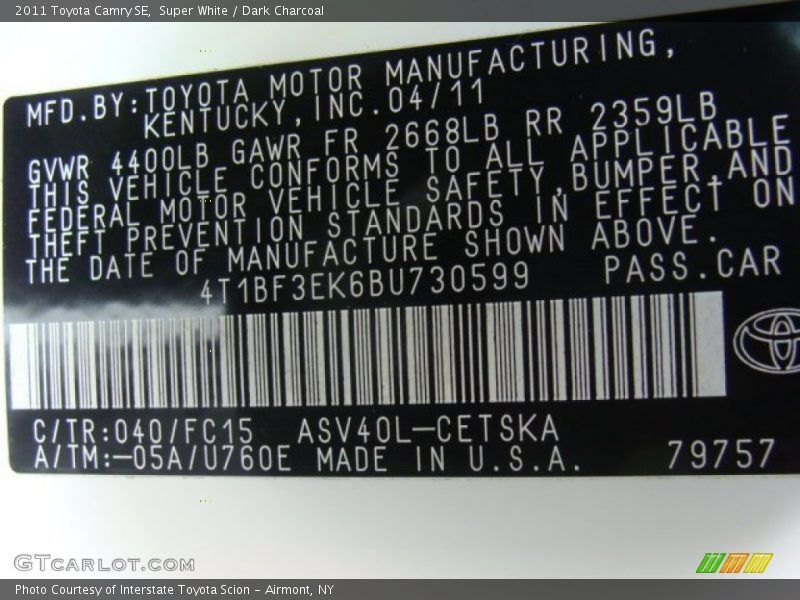 2011 Toyota Camry SE, Super White / Dark Charcoal
MFD.BY:TOYOTA MOTOR MANUFACTURING,
KENTUCKY,INC.04/11
GVWR 4400LB GAWR FR 2668LB RR 2359LB
THIS VEHICLE CONFORMS TO ALL APPLICABLE
FEDERAL MOTOR VEHICLE SAFETY,BUMPER,AND
THEFT PREVENTION STANDARDS IN EFFECT ON
THE DATE OF MANUFACTURE SHOWN ABOVE.
4T1BF3EK6BU730599 PASS.CAR
C/TR:040/FC15 ASV40L-CETSKA
A/TM:-05A/U760E MADE IN U.S.A. 79757
GTCARLOT.COM
Photo Courtesy of Interstate Toyota Scion - Airmont, NY